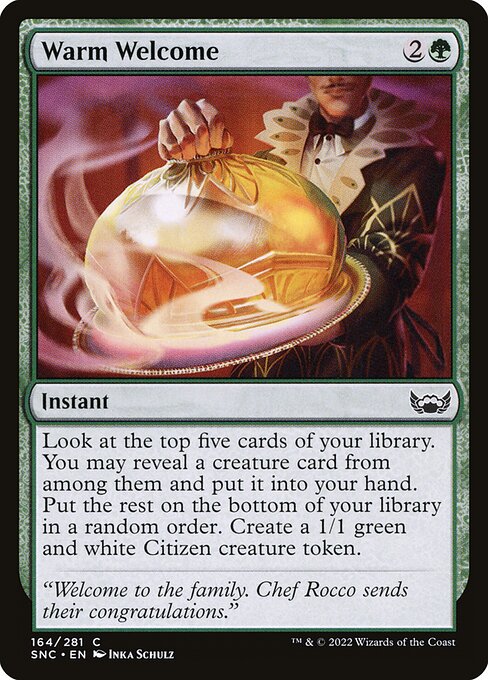 Warm Welcome 2
Instant
Look at the top five cards of your library.
You may reveal a creature card from
among them and put it into your hand.
Put the rest on the bottom of your library
in a random order. Create a 1/1 green
and white Citizen creature token.
“Welcome to the family. Chef Rocco sends
their congratulations.”
164/281 C
SNC • EN Inka Schulz
™ & © 2022 Wizards of the Coast